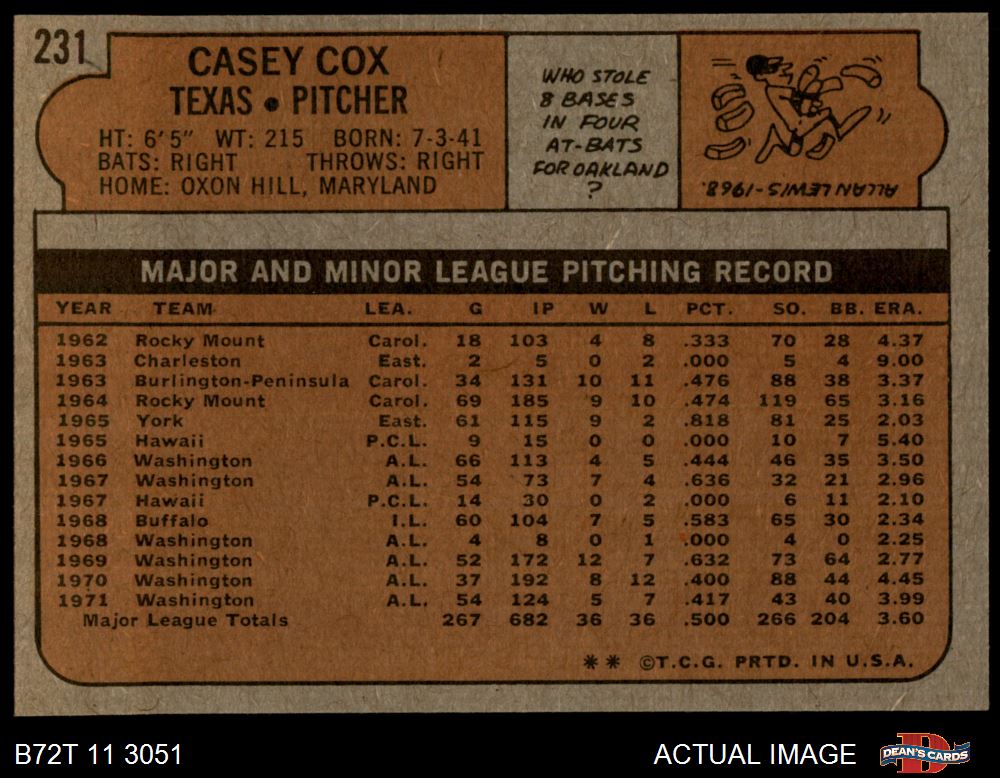 231
CASEY COX
TEXAS • PITCHER
HT: 6'5" WT: 215 BORN: 7-3-41
BATS: RIGHT THROWS: RIGHT
HOME: OXON HILL, MARYLAND
WHO STOLE
8 BASES
IN FOUR
AT-BATS
FOR OAKLAND
?
ALLAN LEWIS-1968.
MAJOR AND MINOR LEAGUE PITCHING RECORD
YEAR TEAM LEA. G IP W L PCT. SO. BB. ERA.
1962 Rocky Mount Carol. 18 103 4 8 .333 70 28 4.37
1963 Charleston East. 2 5 0 2 .000 5 4 9.00
1963 Burlington-Peninsula Carol. 34 131 10 11 .476 88 38 3.37
1964 Rocky Mount Carol. 69 185 9 10 .474 119 65 3.16
1965 York East. 61 115 9 2 .818 81 25 2.03
1965 Hawaii P.C.L. 9 15 0 0 .000 10 7 5.40
1966 Washington A.L. 66 113 4 5 .444 46 35 3.50
1967 Washington A.L. 54 73 7 4 .636 32 21 2.96
1967 Hawaii P.C.L. 14 30 0 2 .000 6 11 2.10
1968 Buffalo I.L. 60 104 7 5 .583 65 30 2.34
1968 Washington A.L. 4 8 0 1 .000 4 0 2.25
1969 Washington A.L. 52 172 12 7 .632 73 64 2.77
1970 Washington A.L. 37 192 8 12 .400 88 44 4.45
1971 Washington A.L. 54 124 5 7 .417 43 40 3.99
Major League Totals 267 682 36 36 .500 266 204 3.60
** ©T.C.G. PRTD. IN U.S.A.
B72T 11 3051
ACTUAL IMAGE
D
DEAN'S CARDS